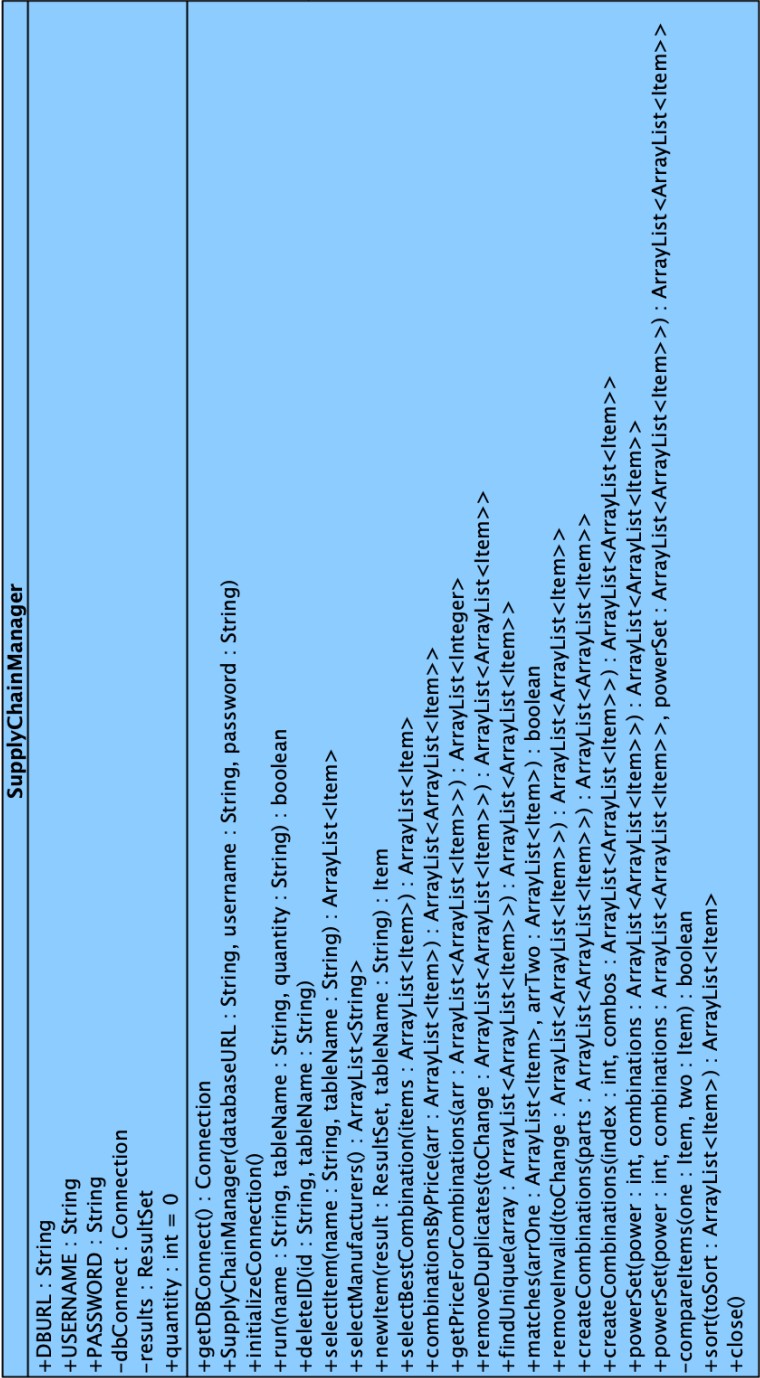 SupplyChainManager
+DBURL : String
+USERNAME : String
+PASSWORD : String
-dbConnect : Connection
-results : ResultSet
+quantity : int = 0
+getDBConnect() : Connection
+SupplyChainManager(databaseURL : String, username : String, password : String)
+initializeConnection()
+run(name : String, tableName : String, quantity : String) : boolean
+deleteID(id : String, tableName : String)
+selectItem(name : String, tableName : String) : ArrayList<Item>
+selectManufacturers() : ArrayList<String>
+newItem(result : ResultSet, tableName : String) : Item
+selectBestCombination(items : ArrayList<Item>) : ArrayList<Item>
+combinationsByPrice(arr : ArrayList<Item>) : ArrayList<ArrayList<Item>>
+getPriceForCombinations(arr : ArrayList<ArrayList<Item>>) : ArrayList<Integer>
+removeDuplicates(toChange : ArrayList<ArrayList<Item>>) : ArrayList<ArrayList<Item>>
+findUnique(array : ArrayList<ArrayList<Item>>) : ArrayList<ArrayList<Item>>
+matches(arrOne : ArrayList<Item>, arrTwo : ArrayList<Item>) : boolean
+removeInvalid(toChange : ArrayList<ArrayList<Item>>) : ArrayList<ArrayList<Item>>
+createCombinations(parts : ArrayList<ArrayList<Item>>) : ArrayList<ArrayList<Item>>
+createCombinations(index : int, combos : ArrayList<ArrayList<Item>>) : ArrayList<ArrayList<Item>>
+powerSet(power : int, combinations : ArrayList<ArrayList<Item>>) : ArrayList<ArrayList<Item>>
+powerSet(power : int, combinations : ArrayList<ArrayList<Item>>, powerSet : ArrayList<ArrayList<Item>>) : ArrayList<ArrayList<Item>>
-compareItems(one : Item, two : Item) : boolean
+sort(toSort : ArrayList<Item>) : ArrayList<Item>
+close()